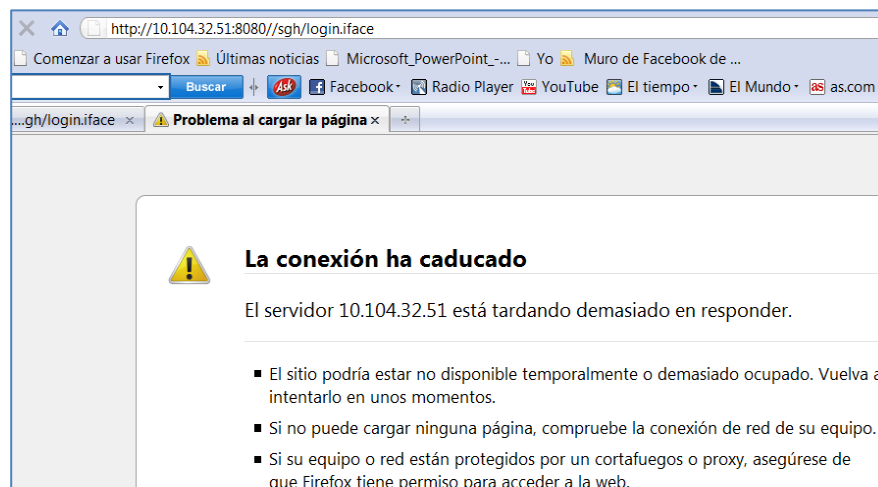 http://10.104.32.51:8080//sgh/login.iface
Comenzar a usar Firefox Últimas noticias Microsoft_PowerPoint_-... Yo Muro de Facebook de ...
Buscar Ask Facebook Radio Player YouTube El tiempo El Mundo as as.com
....gh/login.iface × Problema al cargar la página ×
La conexión ha caducado
El servidor 10.104.32.51 está tardando demasiado en responder.
El sitio podría estar no disponible temporalmente o demasiado ocupado. Vuelva a
intentarlo en unos momentos.
Si no puede cargar ninguna página, compruebe la conexión de red de su equipo.
Si su equipo o red están protegidos por un cortafuegos o proxy, asegúrese de
que Firefox tiene permiso para acceder a la web.